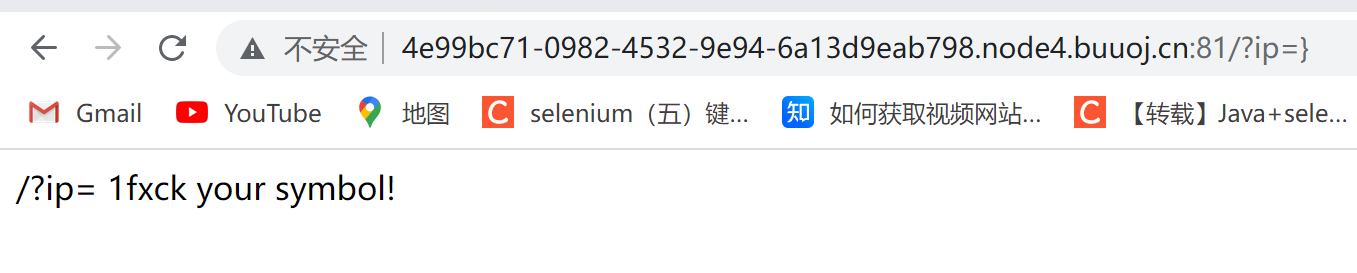 不安全 4e99bc71-0982-4532-9e94-6a13d9eab798.node4.buuoj.cn:81/?ip=}
Gmail YouTube 地图 C selenium（五）键... 知 如何获取视频网站... C 【转载】Java+sele...
/?ip= 1fxck your symbol!